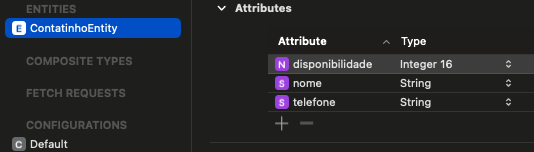 ENTITIES
E ContatinhoEntity
COMPOSITE TYPES
FETCH REQUESTS
CONFIGURATIONS
C Default
Attributes
Attribute Type
N disponibilidade Integer 16
S nome String
S telefone String